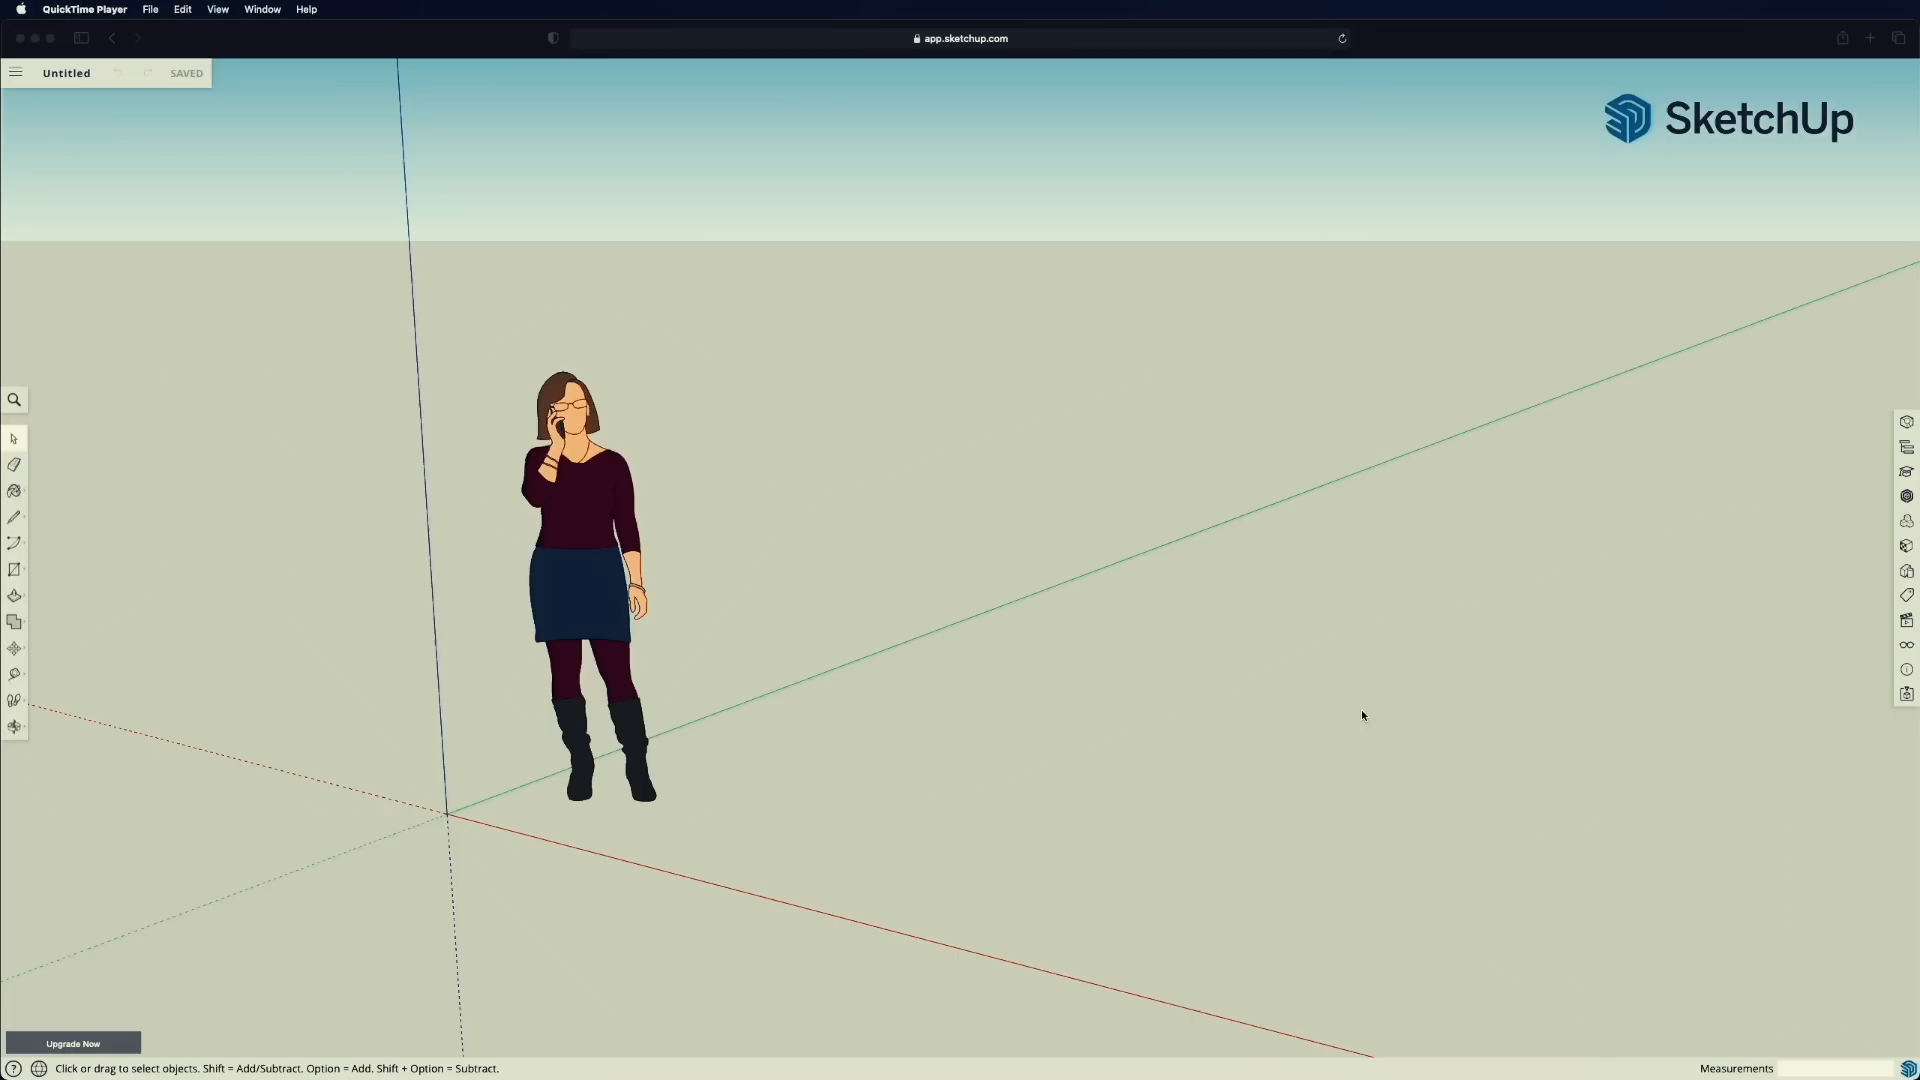 QuickTime Player File Edit View Window Help
app.sketchup.com
Untitled SAVED
SketchUp
Upgrade Now
Click or drag to select objects. Shift = Add/Subtract. Option = Add. Shift + Option = Subtract.
Measurements